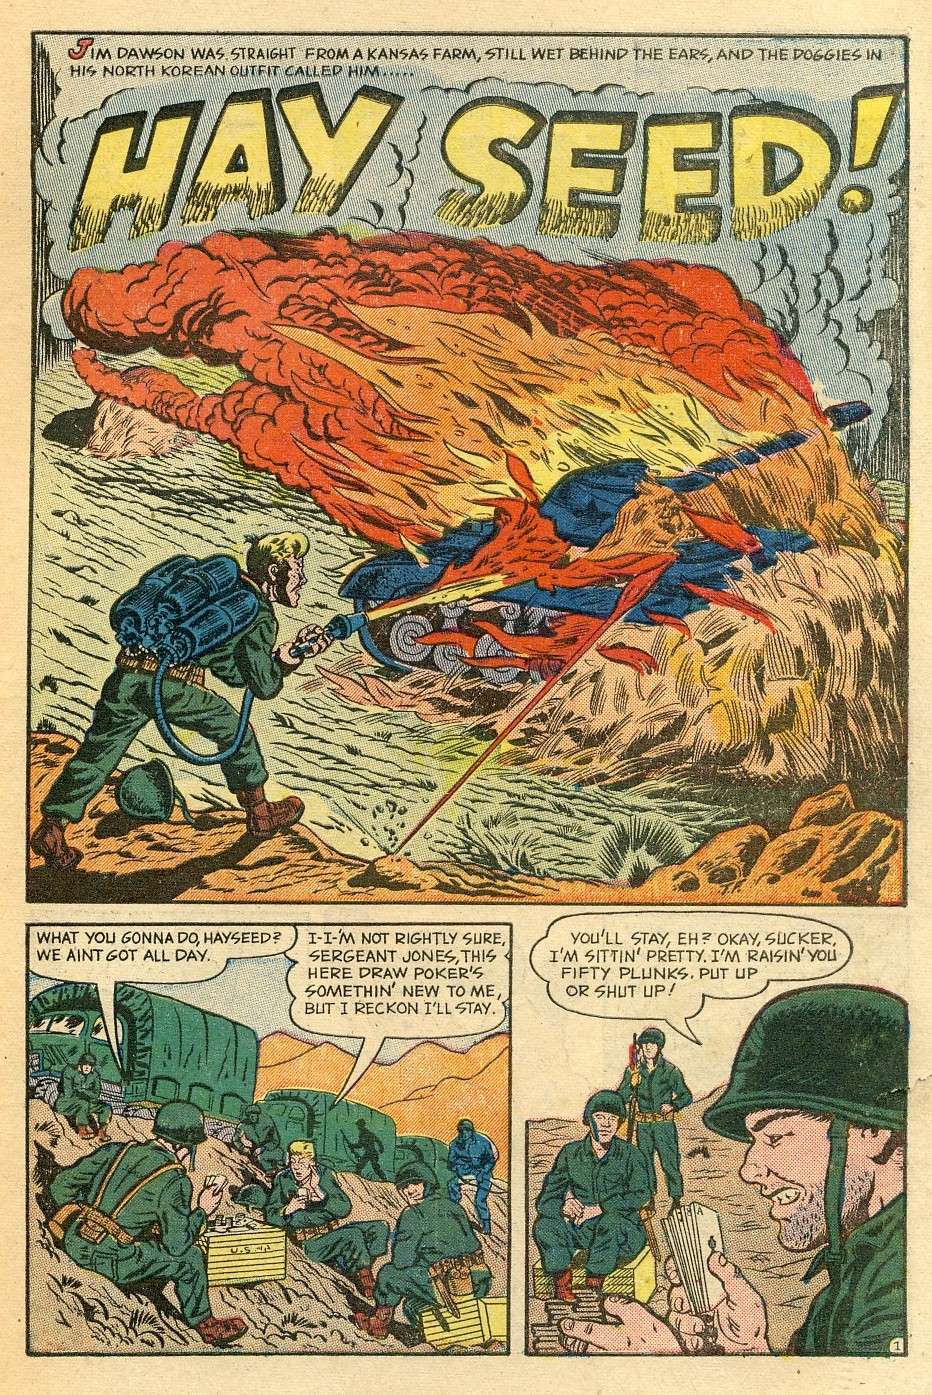 JIM DAWSON WAS STRAIGHT FROM A KANSAS FARM, STILL WET BEHIND THE EARS, AND THE DOGGIES IN
HIS NORTH KOREAN OUTFIT CALLED HIM.....
HAY SEED!
WHAT YOU GONNA DO, HAYSEED?
WE AINT GOT ALL DAY.
I-I-I'M NOT RIGHTLY SURE,
SERGEANT JONES, THIS
HERE DRAW POKER'S
SOMETHIN' NEW TO ME,
BUT I RECKON I'LL STAY.
U.S.
YOU'LL STAY, EH? OKAY, SUCKER,
I'M SITTIN' PRETTY. I'M RAISIN' YOU
FIFTY PLUNKS. PUT UP
OR SHUT UP!
1